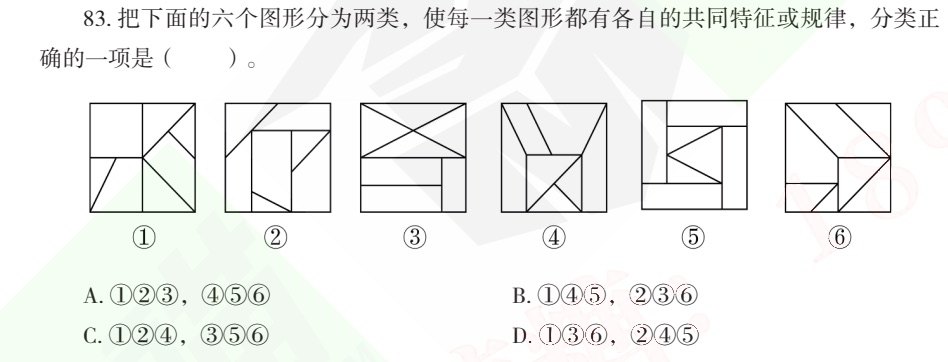 83. 把下面的六个图形分为两类，使每一类图形都有各自的共同特征或规律，分类正
确的一项是（　　）。
① ② ③ ④ ⑤ ⑥
A. ①②③，④⑤⑥ B. ①④⑤，②③⑥
C. ①②④，③⑤⑥ D. ①③⑥，②④⑤